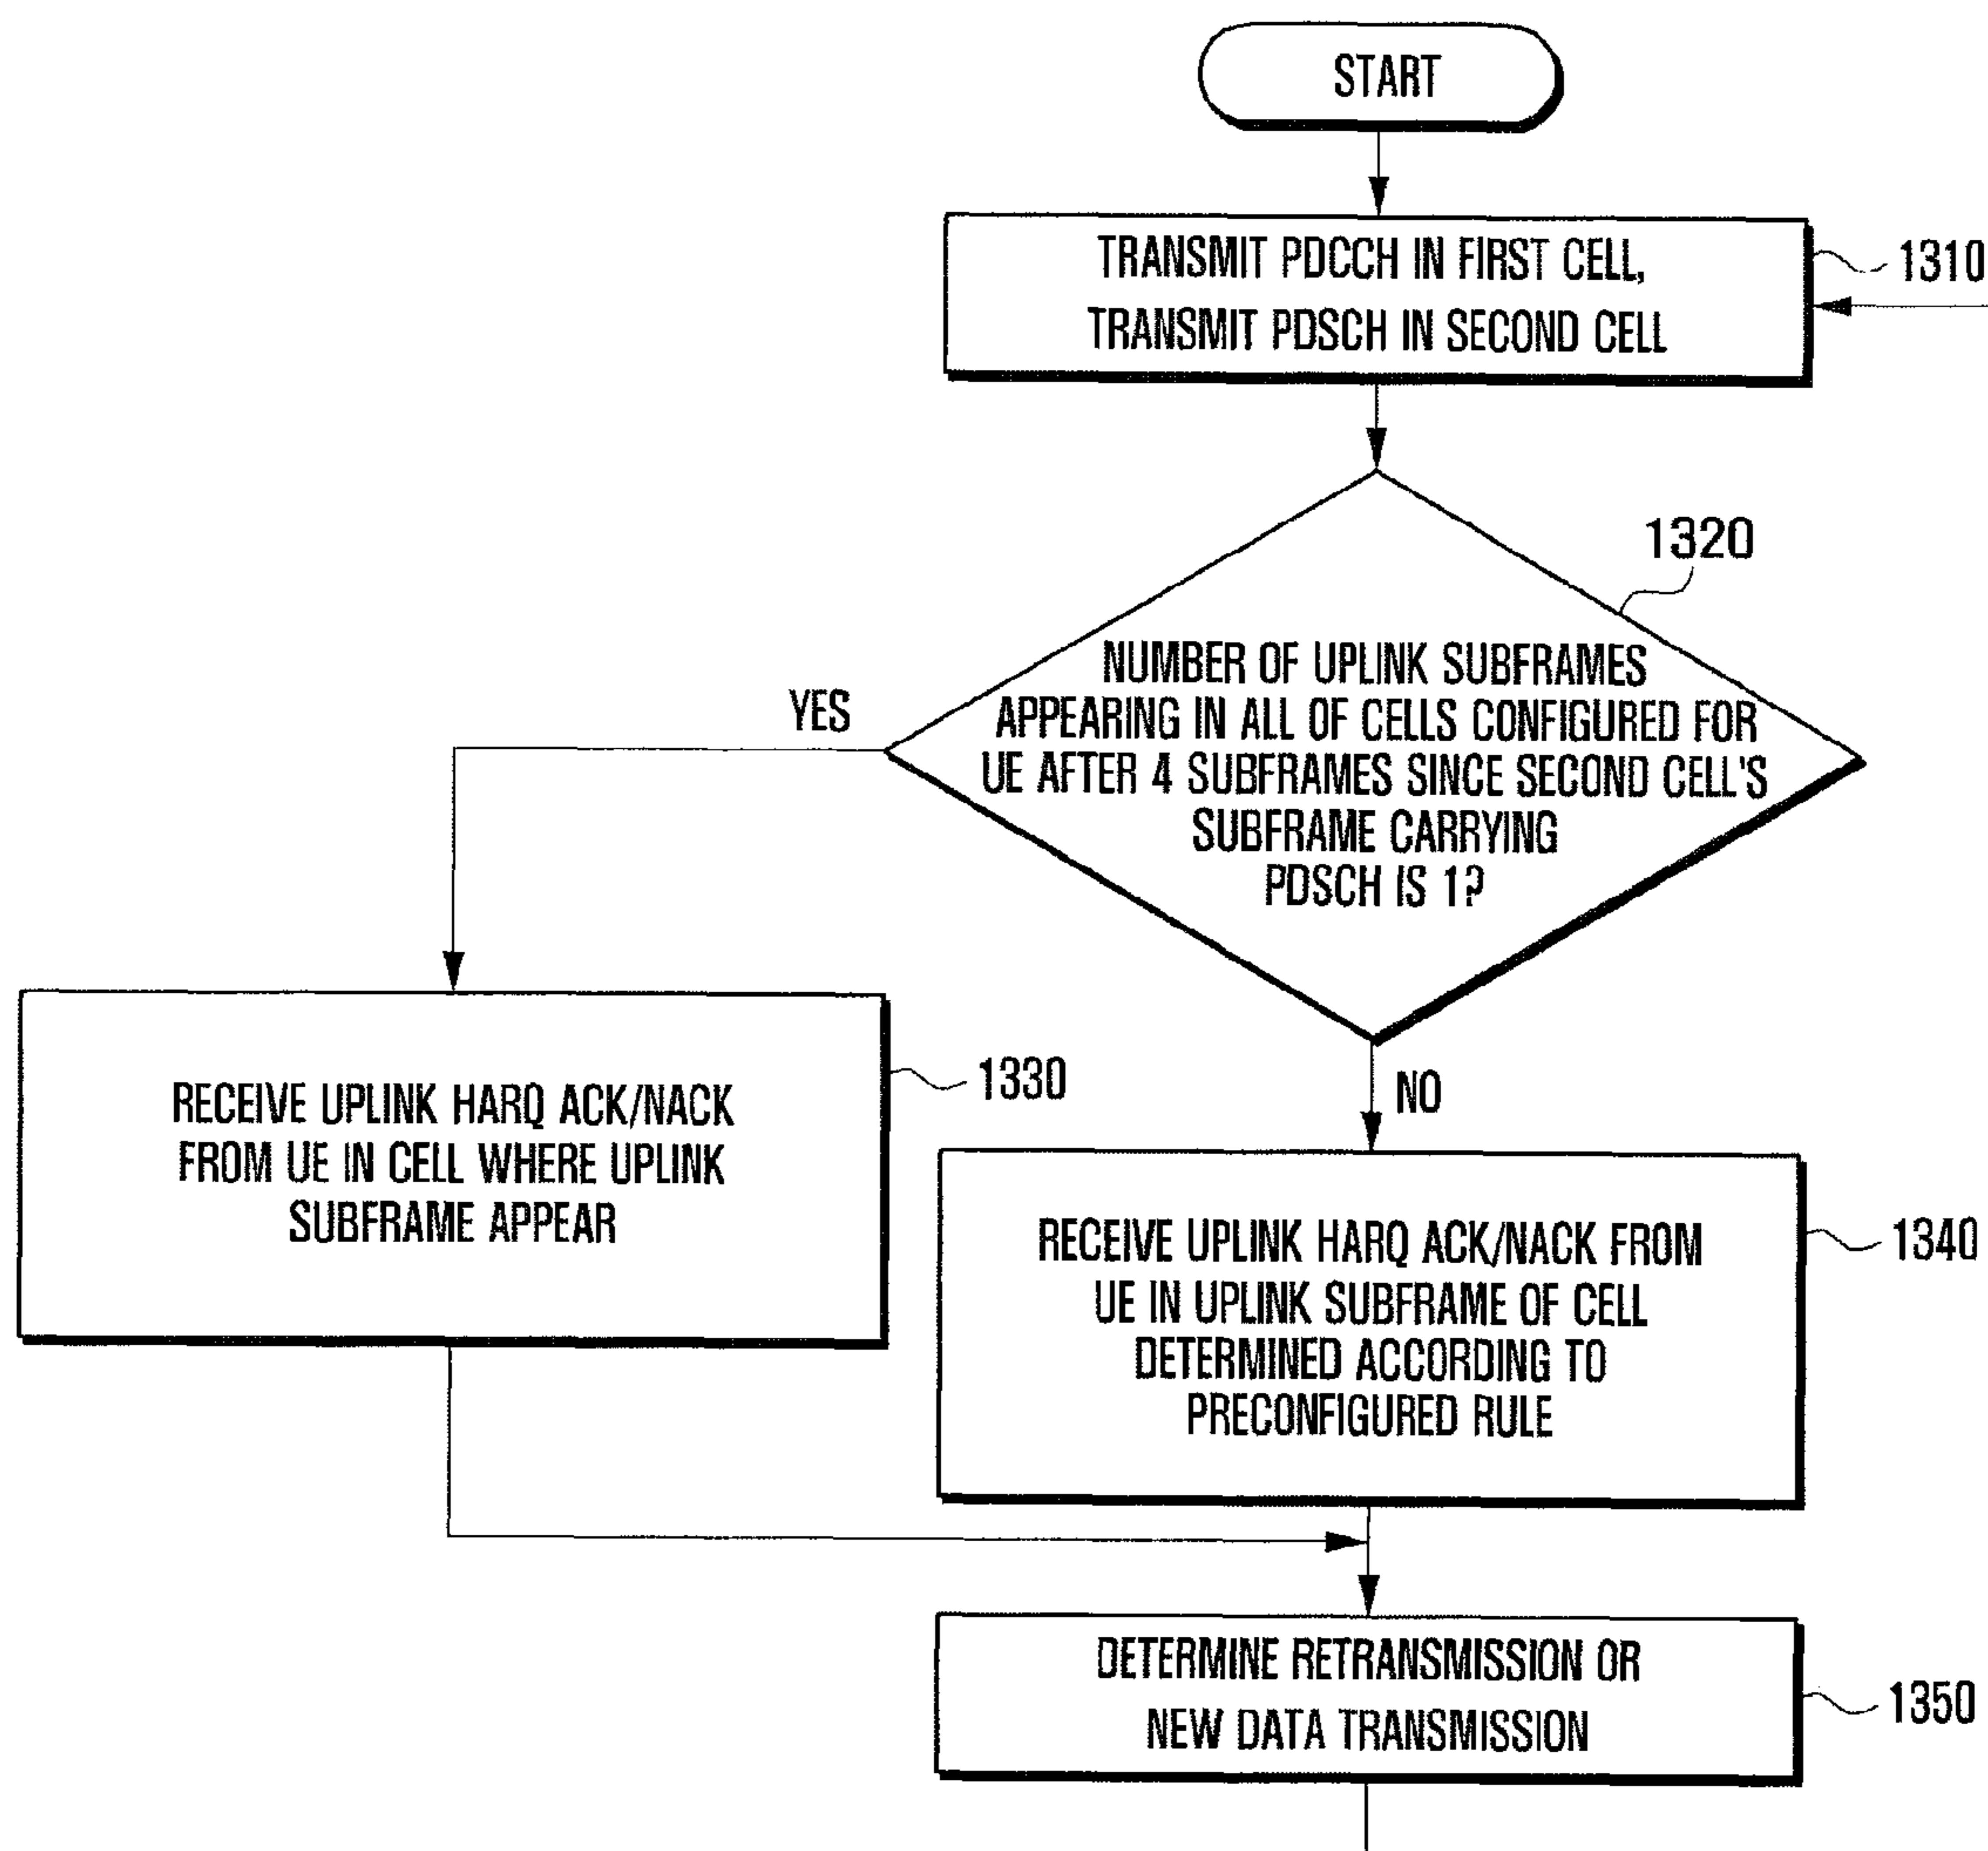 START
TRANSMIT PDCCH IN FIRST CELL,
TRANSMIT PDSCH IN SECOND CELL
1310
1320
NUMBER OF UPLINK SUBFRAMES
APPEARING IN ALL OF CELLS CONFIGURED FOR
UE AFTER 4 SUBFRAMES SINCE SECOND CELL'S
SUBFRAME CARRYING
PDSCH IS 1?
YES
NO
RECEIVE UPLINK HARQ ACK/NACK
FROM UE IN CELL WHERE UPLINK
SUBFRAME APPEAR
1330
RECEIVE UPLINK HARQ ACK/NACK FROM
UE IN UPLINK SUBFRAME OF CELL
DETERMINED ACCORDING TO
PRECONFIGURED RULE
1340
DETERMINE RETRANSMISSION OR
NEW DATA TRANSMISSION
1350